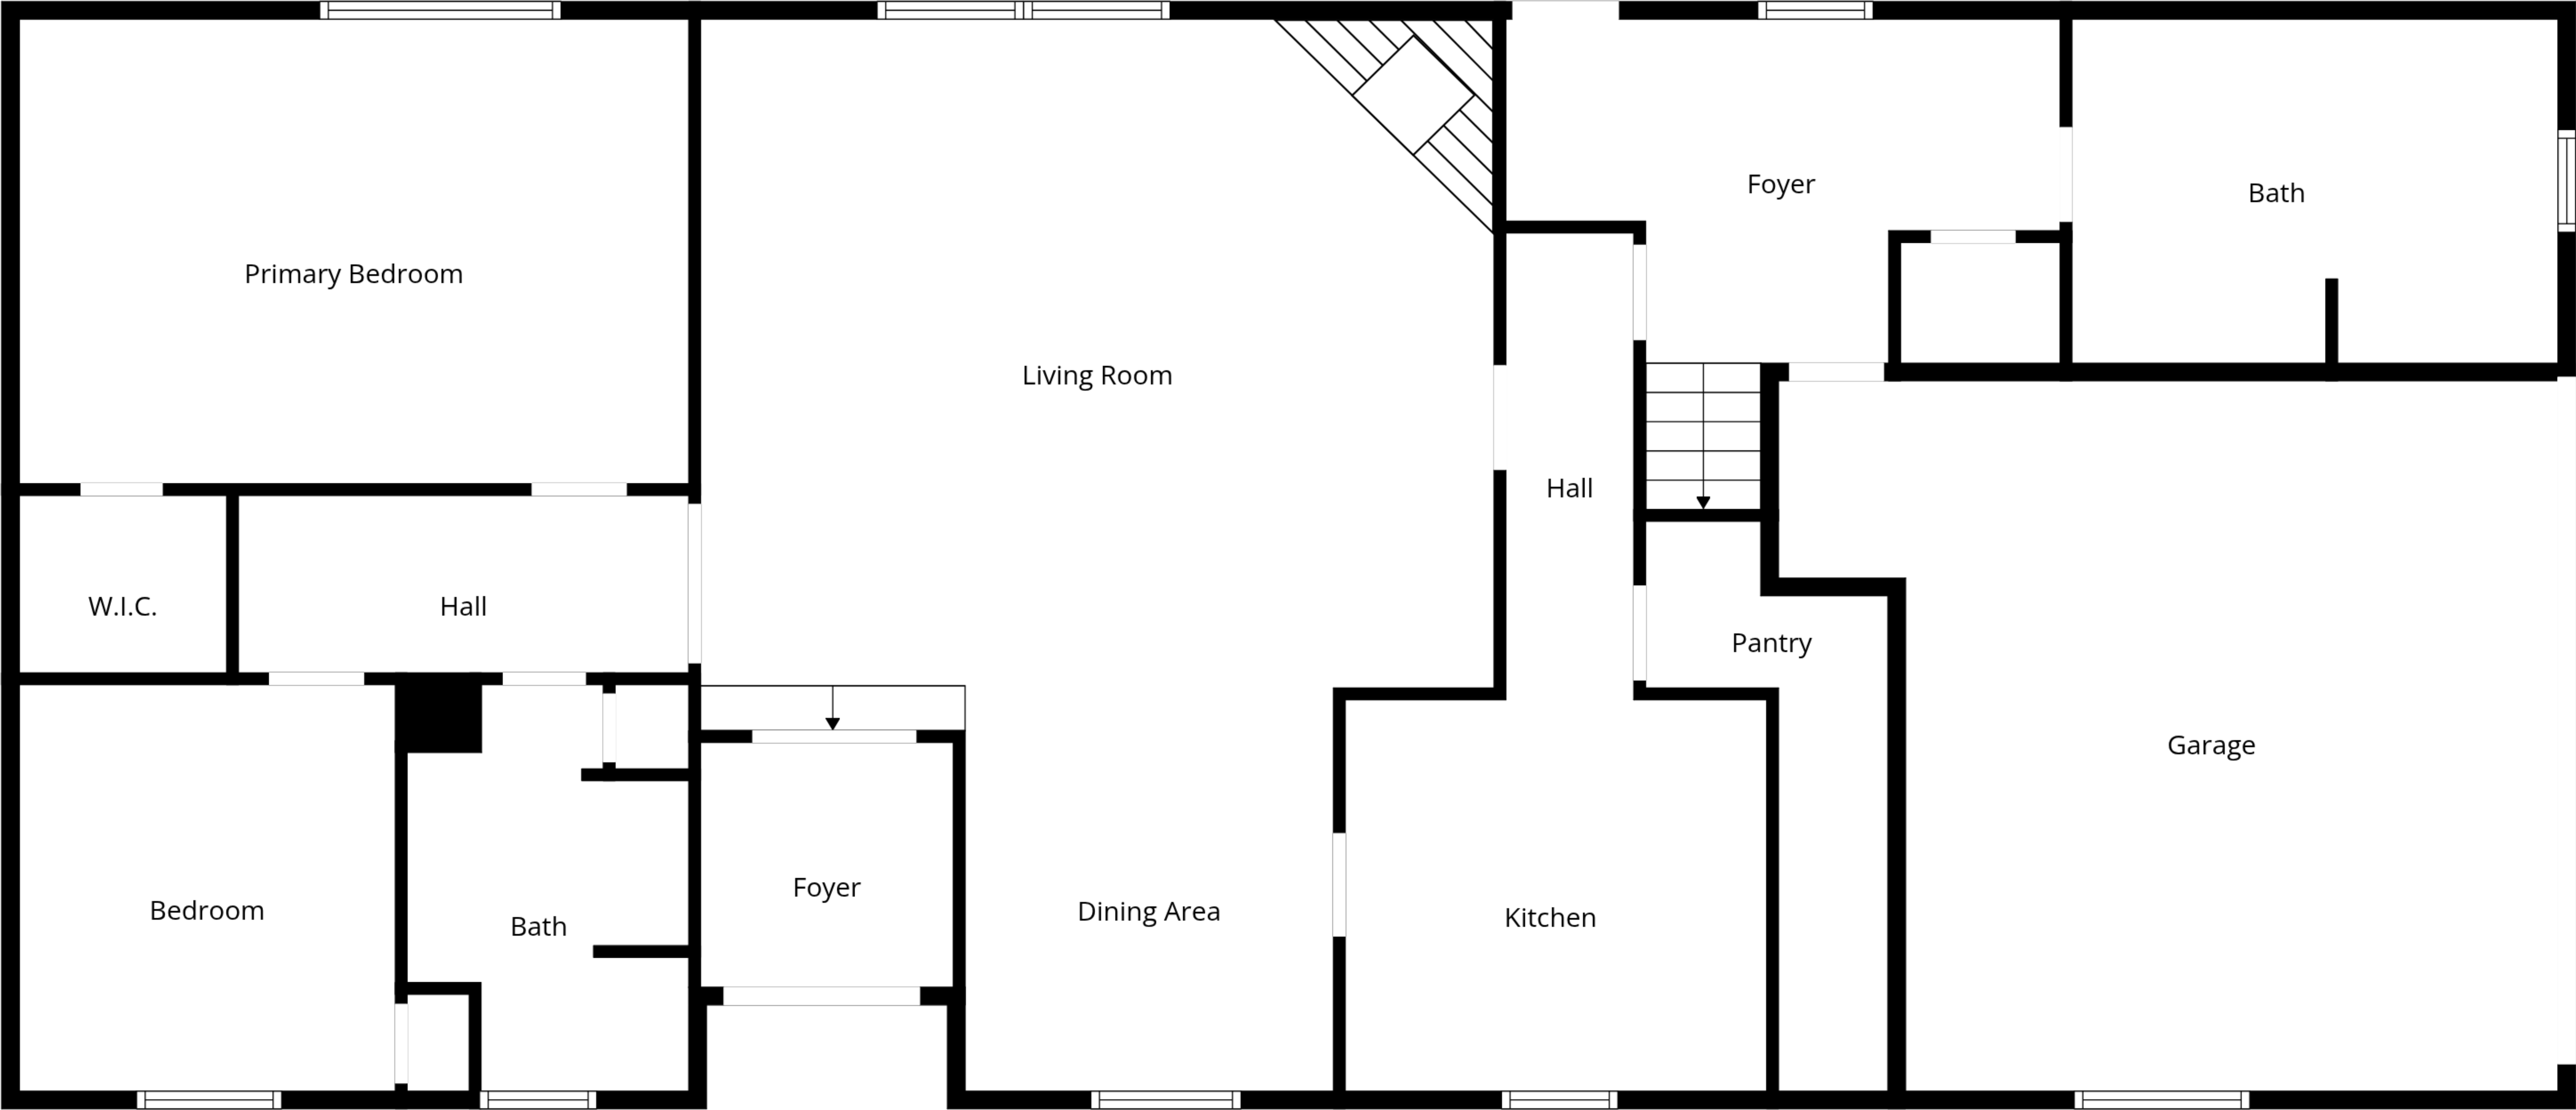 Foyer
Bath
Primary Bedroom
Living Room
Hall
W.I.C.
Hall
Pantry
Garage
Foyer
Bedroom
Dining Area
Kitchen
Bath